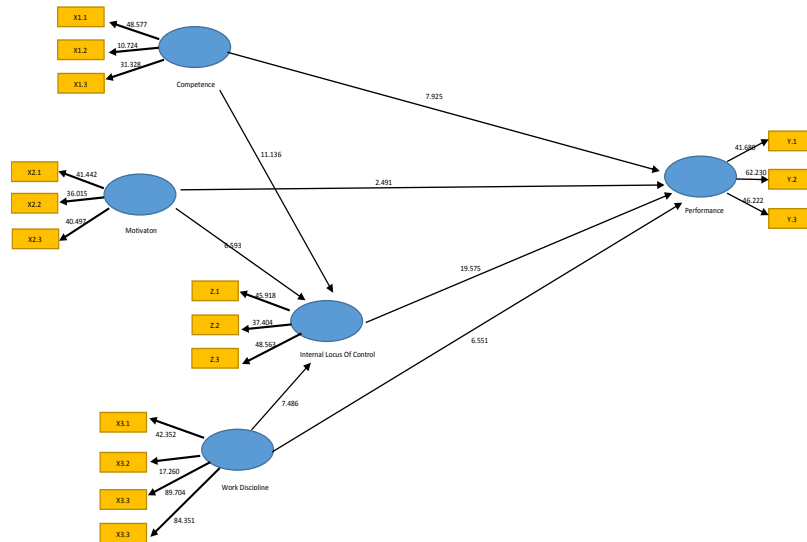 X1.1
48.577
X1.2
10.724
X1.3
31.328
Competence
7.925
11.136
X2.1
41.442
X2.2
36.015
X2.3
40.492
Motivaton
2.491
6.593
Y.1
41.680
Y.2
62.230
Y.3
46.222
Performance
Z.1
45.918
Z.2
37.404
Z.3
48.563
Internal Locus Of Control
19.575
6.551
7.486
X3.1
42.352
X3.2
17.260
X3.3
89.704
X3.3
84.351
Work Discipline